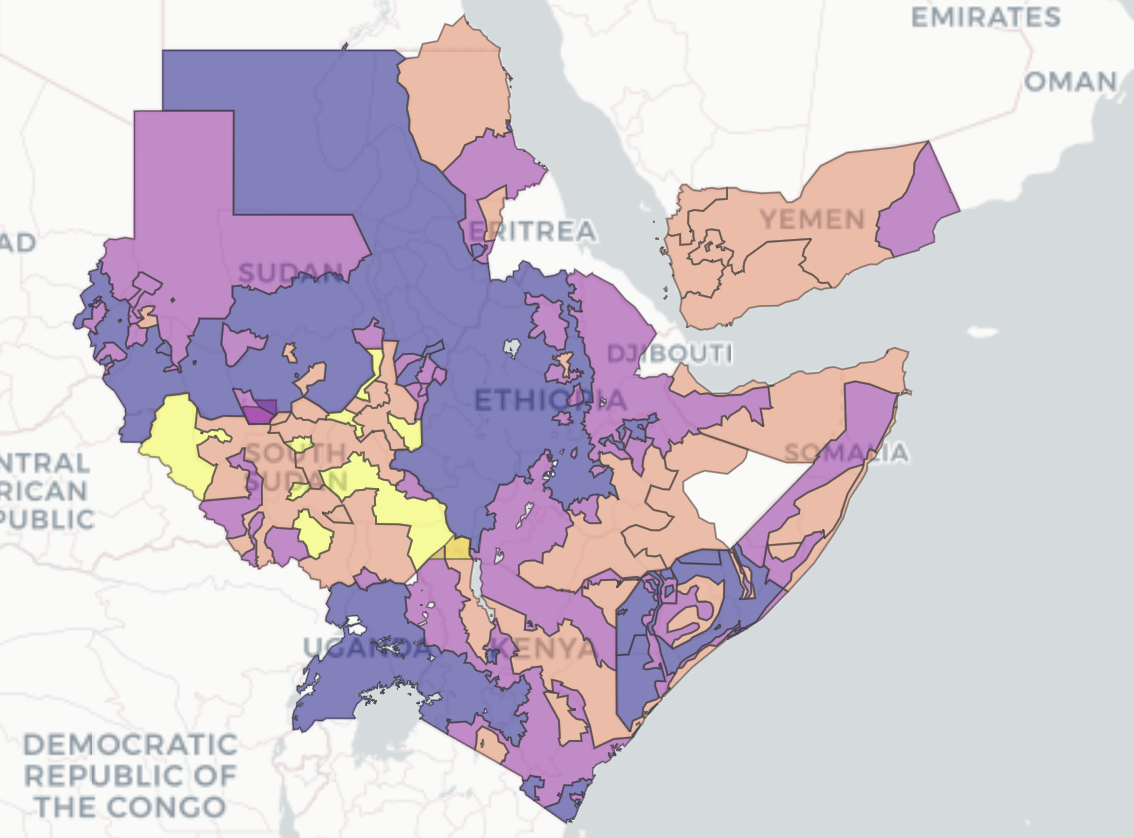 EMIRATES
OMAN
AD
SUDAN
ERITREA
YEMEN
DJIBOUTI
ETHIOPIA
SOMALIA
NTRAL
RICAN
PUBLIC
SOUTH
SUDAN
UGANDA
KENYA
DEMOCRATIC
REPUBLIC OF
THE CONGO